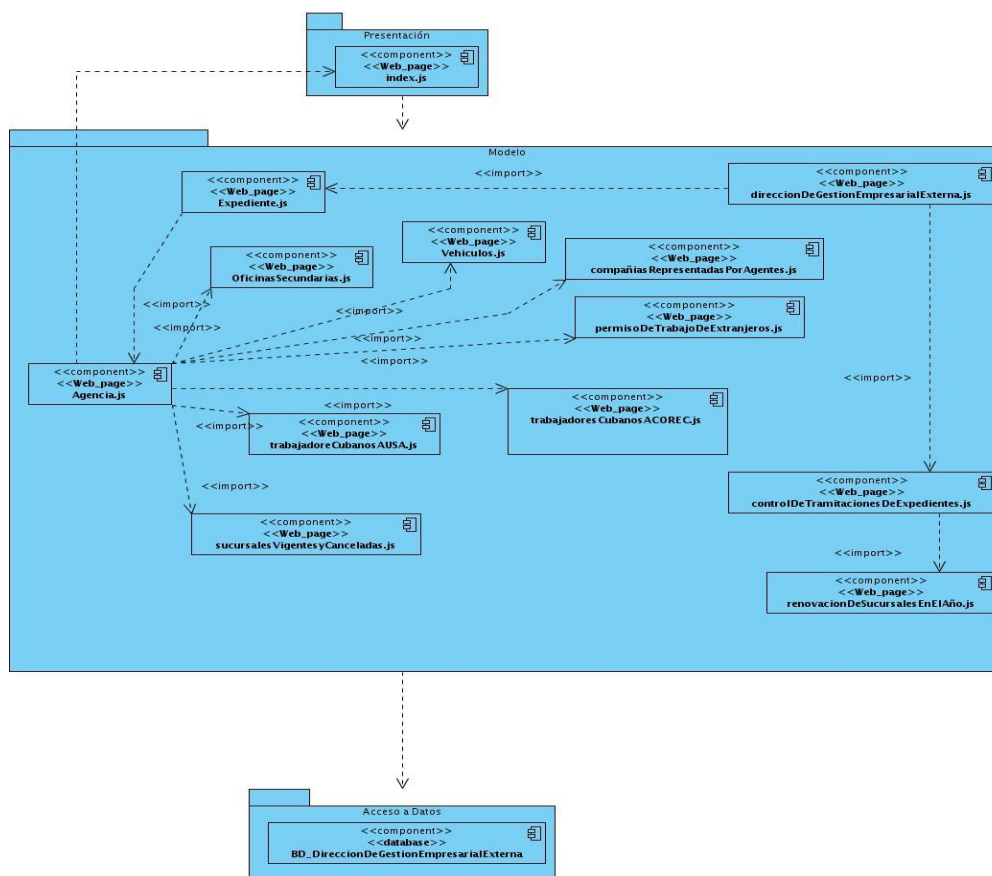 Presentación
<<component>>
<<Web_page>>
index.js
Modelo
<<component>>
<<Web_page>>
Expediente.js
<<import>>
<<component>>
<<Web_page>>
direccionDeGestionEmpresarialExterna.js
<<component>>
<<Web_page>>
Vehiculos.js
<<component>>
<<Web_page>>
OficinasSecundarias.js
<<component>>
<<Web_page>>
compañiasRepresentadasPorAgentes.js
<<import>>
<<import>>
<<import>>
<<component>>
<<Web_page>>
permisoDeTrabajoDeExtranjeros.js
<<import>>
<<import>>
<<component>>
<<Web_page>>
Agencia.js
<<import>>
<<import>>
<<import>>
<<component>>
<<Web_page>>
trabajadoresCubanosACOREC.js
<<component>>
<<Web_page>>
trabajadoreCubanosAUSA.js
<<import>>
<<component>>
<<Web_page>>
controlDeTramitacionesDeExpedientes.js
<<component>>
<<Web_page>>
sucursalesVigentesyCanceladas.js
<<import>>
<<component>>
<<Web_page>>
renovacionDeSucursalesEnElAño.js
Acceso a Datos
<<component>>
<<database>>
BD_DireccionDeGestionEmpresarialExterna